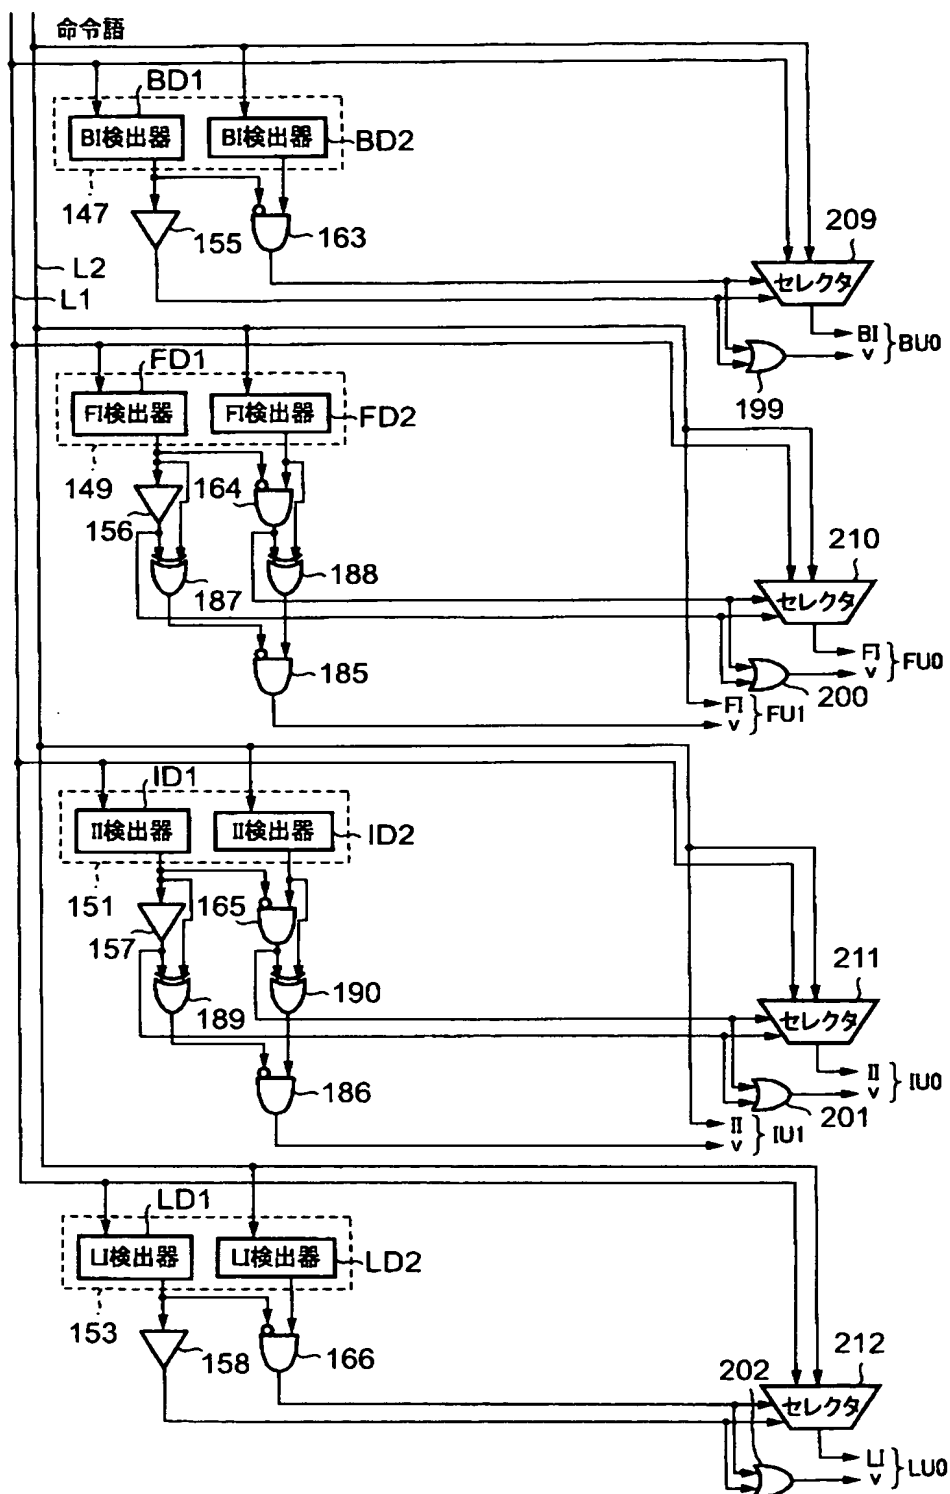 命令語
BD1
BI検出器
BI検出器
BD2
147
155
163
209
L2
セレクタ
L1
BI
v
BU0
199
FD1
FI検出器
FI検出器
FD2
149
164
156
210
187
188
セレクタ
185
FI
v
FU0
200
FI
v
FU1
ID1
II検出器
II検出器
ID2
151
165
157
211
189
190
セレクタ
186
II
v
IU0
201
II
v
IU1
LD1
LI検出器
LI検出器
LD2
153
158
166
202
212
セレクタ
LI
v
LU0